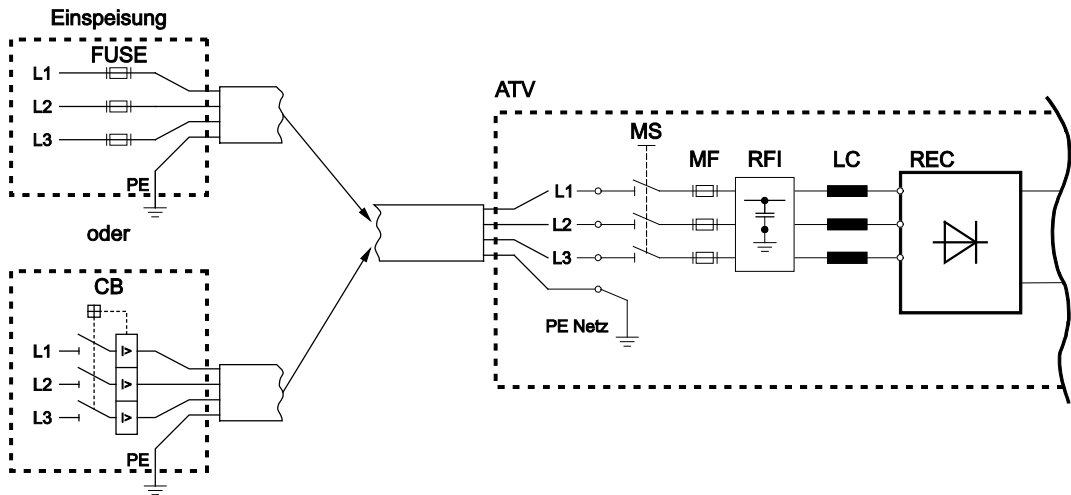 Einspeisung
FUSE
L1
L2
L3
PE
oder
CB
L1 I>
L2 I>
L3 I>
PE
ATV
MS
MF RFI LC REC
L1
L2
L3
PE Netz